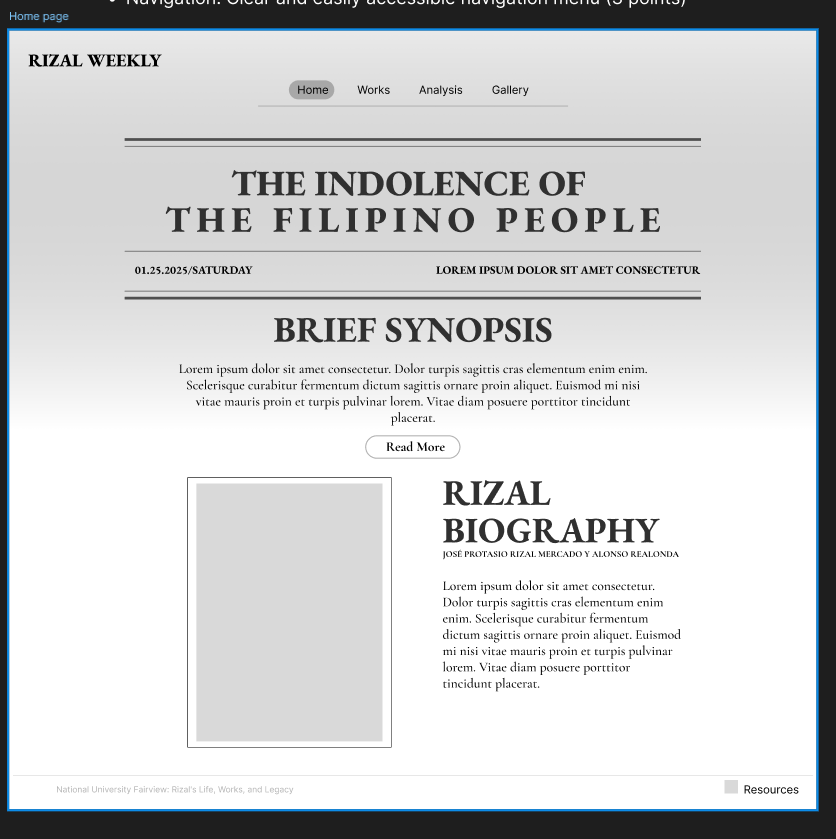 Navigation: Clear and easily accessible navigation menu (5 points)
Home page
RIZAL WEEKLY
Home Works Analysis Gallery
THE INDOLENCE OF
THE FILIPINO PEOPLE
01.25.2025/SATURDAY LOREM IPSUM DOLOR SIT AMET CONSECTETUR
BRIEF SYNOPSIS
Lorem ipsum dolor sit amet consectetur. Dolor turpis sagittis cras elementum enim enim.
Scelerisque curabitur fermentum dictum sagittis ornare proin aliquet. Euismod mi nisi
vitae mauris proin et turpis pulvinar lorem. Vitae diam posuere porttitor tincidunt
placerat.
Read More
RIZAL
BIOGRAPHY
JOSÉ PROTASIO RIZAL MERCADO Y ALONSO REALONDA
Lorem ipsum dolor sit amet consectetur.
Dolor turpis sagittis cras elementum enim
enim. Scelerisque curabitur fermentum
dictum sagittis ornare proin aliquet. Euismod
mi nisi vitae mauris proin et turpis pulvinar
lorem. Vitae diam posuere porttitor
tincidunt placerat.
National University Fairview: Rizal's Life, Works, and Legacy
Resources